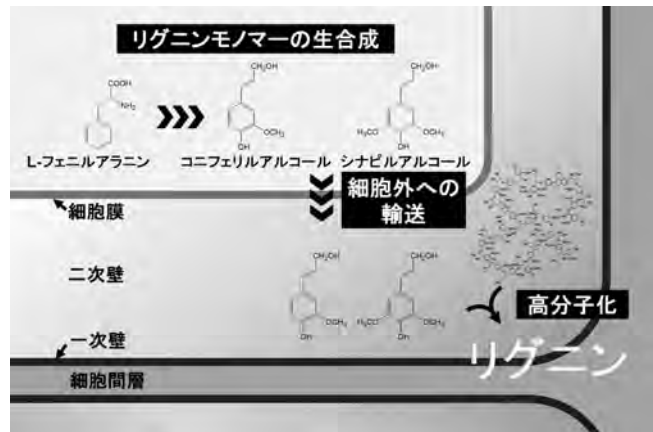 リグニンモノマーの生合成
COOH
NH₂
CH₂OH
OCH₃
OH
CH₂OH
H₃CO
OCH₃
OH
L-フェニルアラニン
コニフェリルアルコール
シナピルアルコール
細胞外への
輸送
細胞膜
二次壁
CH₂OH
OCH₃
OH
CH₂OH
H₃CO
OCH₃
OH
高分子化
リグニン
一次壁
細胞間層